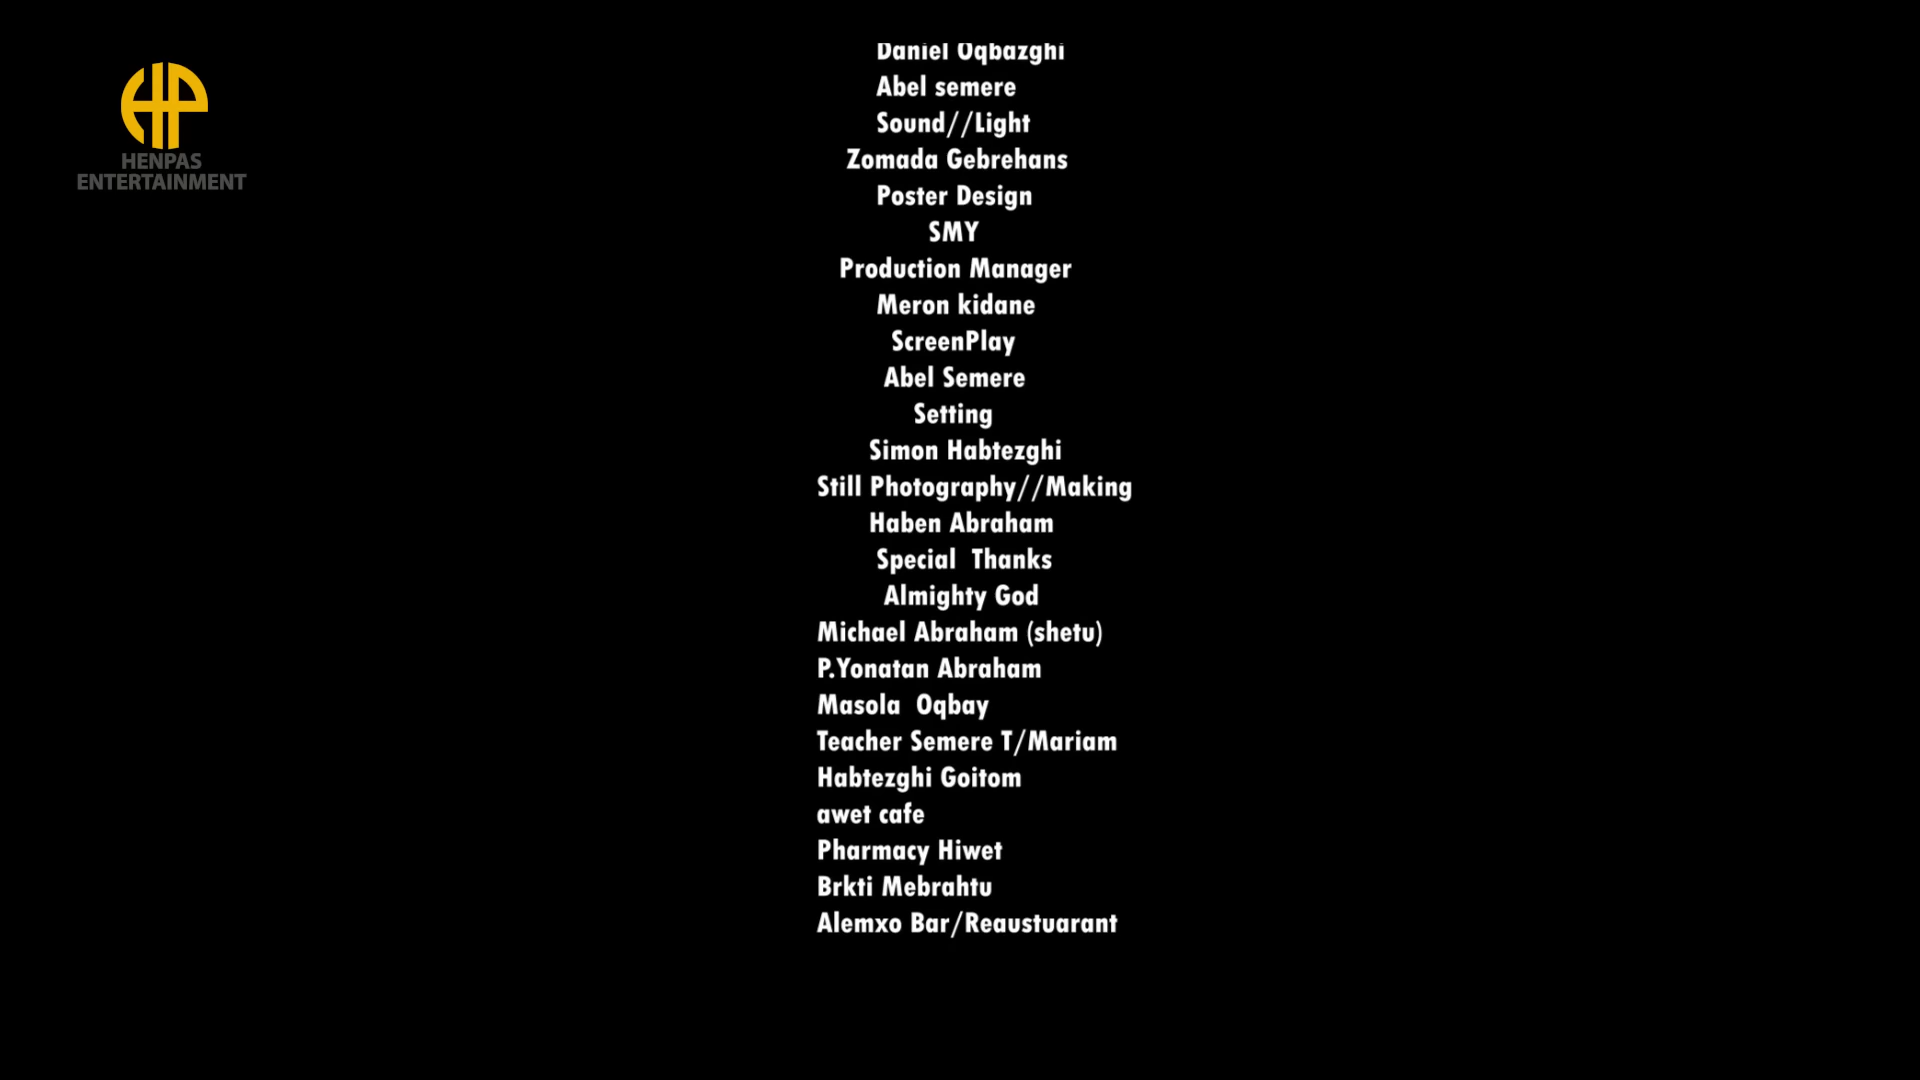 HENPAS
ENTERTAINMENT
Daniel Oqbazghi
Abel semere
Sound//Light
Zomada Gebrehans
Poster Design
SMY
Production Manager
Meron kidane
ScreenPlay
Abel Semere
Setting
Simon Habtezghi
Still Photography//Making
Haben Abraham
Special  Thanks
Almighty God
Michael Abraham (shetu)
P.Yonatan Abraham
Masola  Oqbay
Teacher Semere T/Mariam
Habtezghi Goitom
awet cafe
Pharmacy Hiwet
Brkti Mebrahtu
Alemxo Bar/Reaustuarant